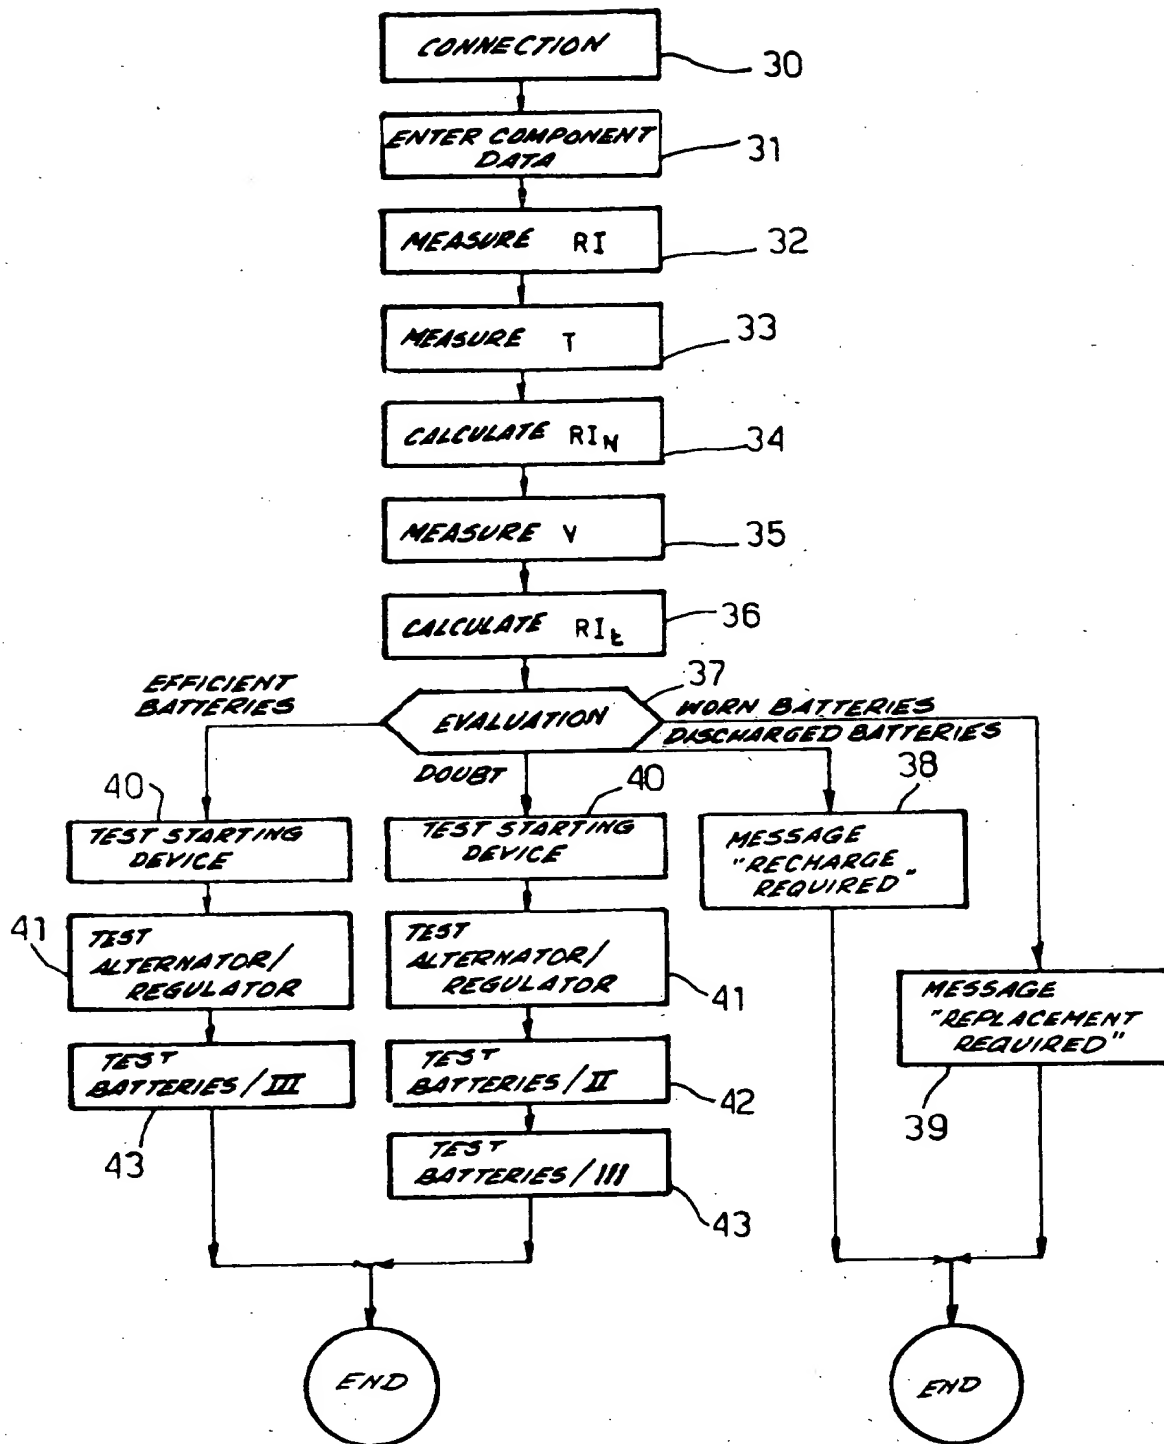 CONNECTION
30
ENTER COMPONENT
DATA
31
MEASURE RI
32
MEASURE T
33
CALCULATE RIN
34
MEASURE V
35
CALCULATE RIt
36
EFFICIENT
BATTERIES
EVALUATION
37
WORN BATTERIES
DISCHARGED BATTERIES
DOUBT
40
TEST STARTING
DEVICE
40
TEST STARTING
DEVICE
38
MESSAGE
"RECHARGE
REQUIRED"
41
TEST
ALTERNATOR/
REGULATOR
TEST
ALTERNATOR/
REGULATOR
41
MESSAGE
"REPLACEMENT
REQUIRED"
39
TEST
BATTERIES/III
43
TEST
BATTERIES/II
42
TEST
BATTERIES/III
43
END
END